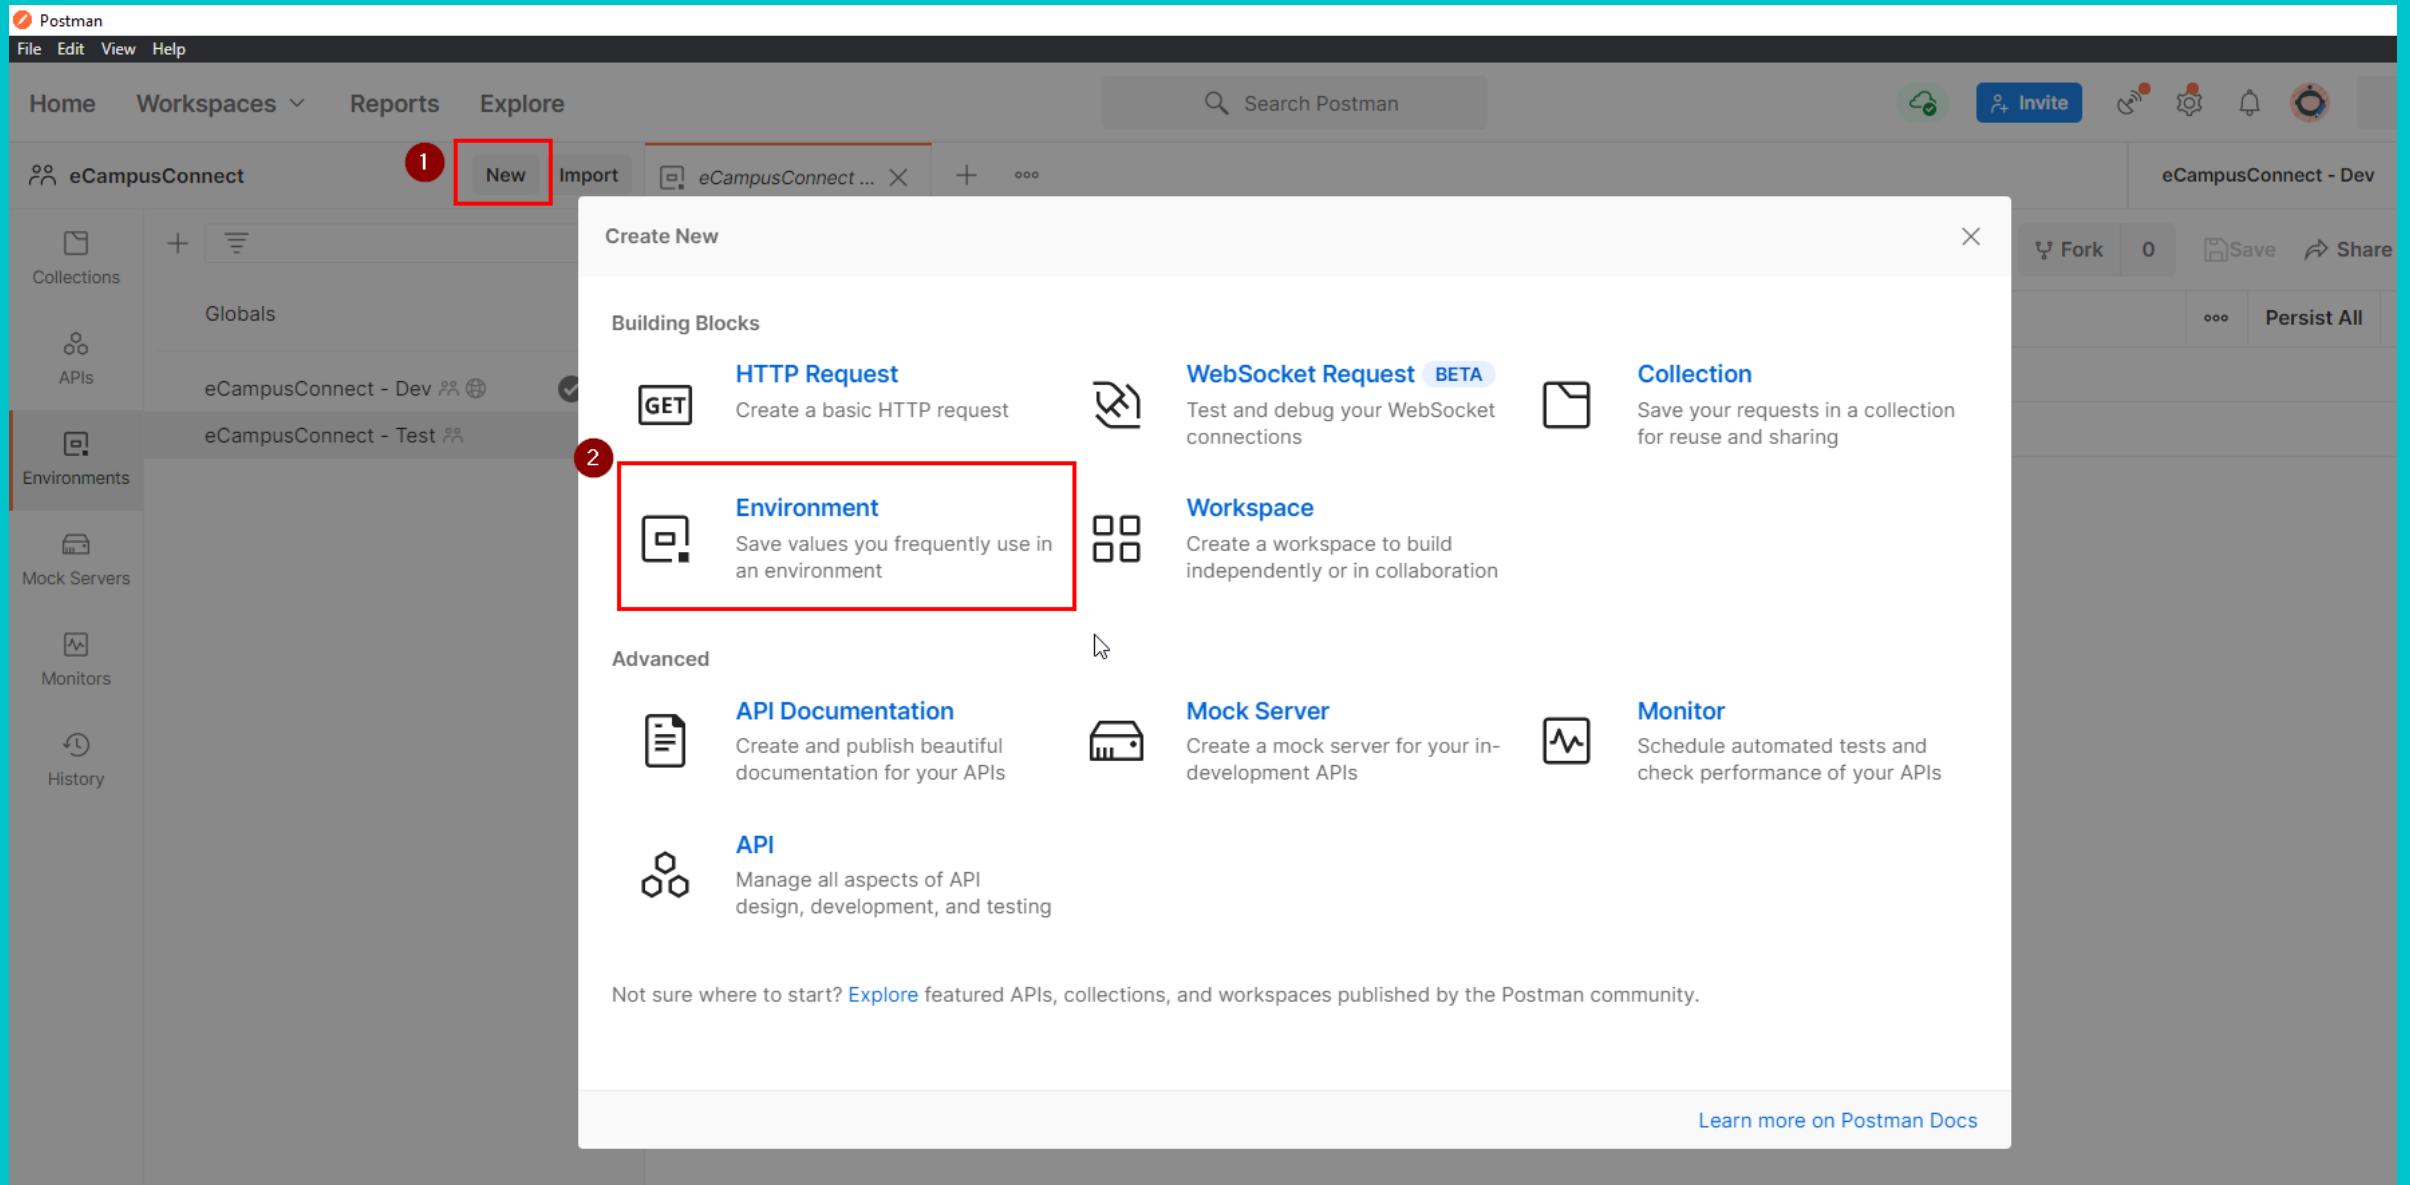 Postman
File Edit View Help
Home Workspaces Reports Explore Search Postman Invite
eCampusConnect 1 New Import eCampusConnect ... eCampusConnect - Dev
Create New
Fork 0 Save Share
Collections
Globals
Persist All
Building Blocks
APIs
HTTP Request
Create a basic HTTP request
WebSocket Request BETA
Test and debug your WebSocket
connections
Collection
Save your requests in a collection
for reuse and sharing
GET
eCampusConnect - Dev
eCampusConnect - Test
2
Environments
Environment
Save values you frequently use in
an environment
Workspace
Create a workspace to build
independently or in collaboration
Mock Servers
Advanced
Monitors
API Documentation
Create and publish beautiful
documentation for your APIs
Mock Server
Create a mock server for your in-
development APIs
Monitor
Schedule automated tests and
check performance of your APIs
History
API
Manage all aspects of API
design, development, and testing
Not sure where to start? Explore featured APIs, collections, and workspaces published by the Postman community.
Learn more on Postman Docs